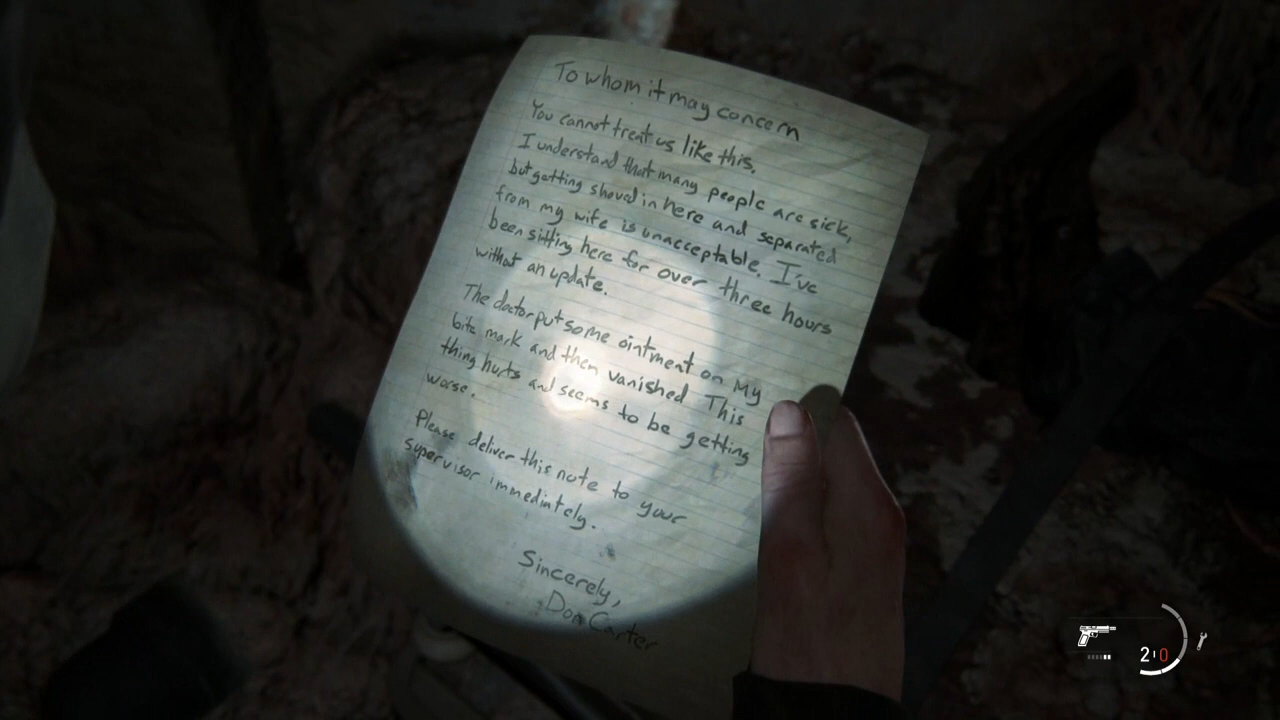 To whom it may concern
You cannot treat us like this.
I understand that many people are sick,
but getting shoved in here and separated
from my wife is unacceptable. I've
been sitting here for over three hours
without an update.
The doctor put some ointment on my
bite mark and then vanished This
thing hurts and seems to be getting
worse.
Please deliver this note to your
supervisor immediately.
Sincerely,
Don Carter
2 0